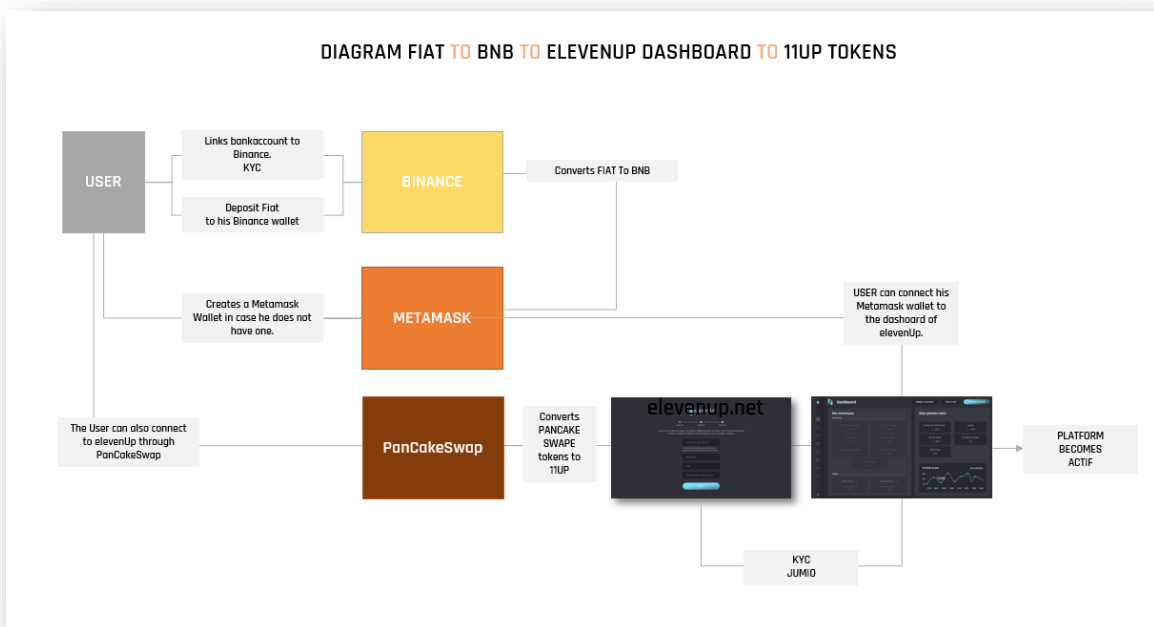 DIAGRAM FIAT TO BNB TO ELEVENUP DASHBOARD TO 11UP TOKENS
USER
Links bankaccount to
Binance.
KYC
Deposit Fiat
to his Binance wallet
BINANCE
Converts FIAT To BNB
Creates a Metamask
Wallet in case he does not
have one.
METAMASK
USER can connect his
Metamask wallet to
the dashoard of
elevenUp.
The User can also connect
to elevenUp through
PanCakeSwap
PanCakeSwap
Converts
PANCAKE
SWAPE
tokens to
11UP
elevenup.net
Dashboard
PLATFORM
BECOMES
ACTIF
KYC
JUMIO